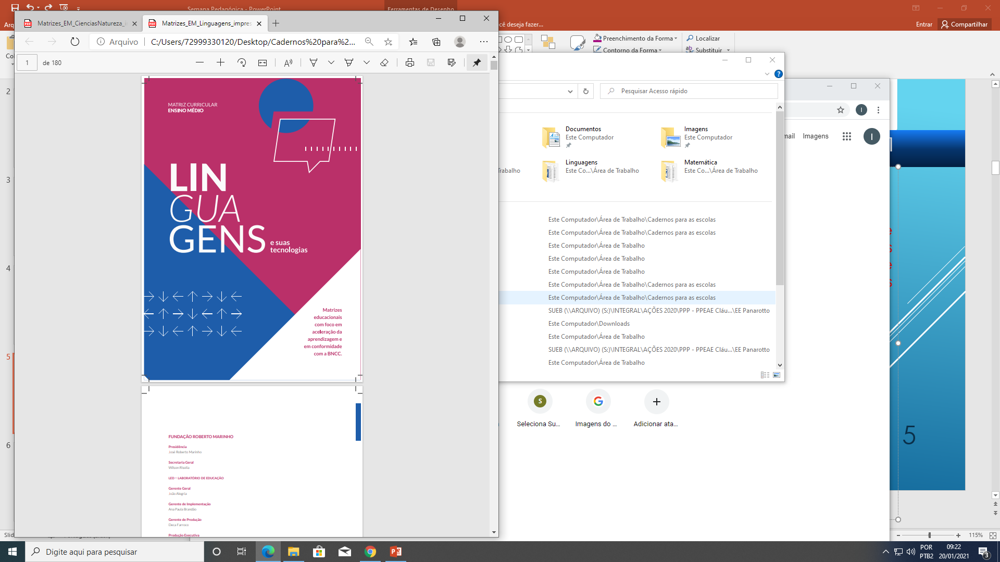 Semana Pedagógica - PowerPoint
Ferramentas de Desenho
Entrar
Compartilhar
Preenchimento da Forma
Contorno da Forma
Localizar
Substituir
Matrizes_EM_CienciasNatureza_i
Matrizes_EM_Linguagens_impres
Arquivo
C:/Users/72999330120/Desktop/Cadernos%20para%2...
1
de 180
MATRIZ CURRICULAR
ENSINO MÉDIO
LIN
GUA
GENS
e suas
tecnologias
Matrizes
educacionais
com foco em
aceleração da
aprendizagem e
em conformidade
com a BNCC.
FUNDAÇÃO ROBERTO MARINHO
Presidência
José Roberto Marinho
Secretaria Geral
Wilson Risolia
LED – LABORATÓRIO DE EDUCAÇÃO
Gerente Geral
João Alegria
Gerente de Implementação
Ana Paula Brandão
Gerente de Produção
Deca Farroco
Produção Executiva
2
3
4
5
6
Pesquisar Acesso rápido
Documentos
Este Computador
Imagens
Este Computador
Linguagens
Este Co...\Área de Trabalho
Matemática
Este Co...\Área de Trabalho
Este Computador\Área de Trabalho\Cadernos para as escolas
Este Computador\Área de Trabalho\Cadernos para as escolas
Este Computador\Área de Trabalho
Este Computador\Área de Trabalho
Este Computador\Área de Trabalho
Este Computador\Área de Trabalho\Cadernos para as escolas
Este Computador\Área de Trabalho\Cadernos para as escolas
SUEB (\\ARQUIVO) (S:)\INTEGRAL\AÇÕES 2020\PPP - PPEAE Cláu...\EE Panarotto
Este Computador\Downloads
Este Computador\Área de Trabalho
SUEB (\\ARQUIVO) (S:)\INTEGRAL\AÇÕES 2020\PPP - PPEAE Cláu...\EE Panarotto
Este Computador\Área de Trabalho
Imagens
I
I
S
Seleciona Su...
Imagens do ...
Adicionar ata...
5
115%
Digite aqui para pesquisar
POR
PTB2
09:22
20/01/2021
3